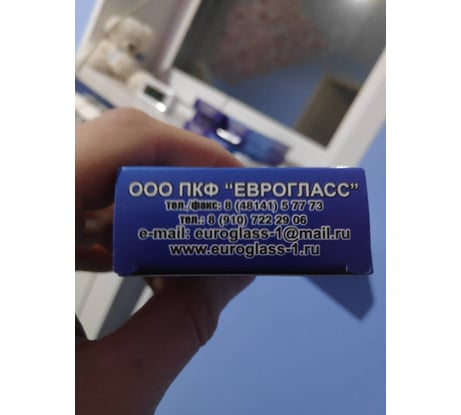 ООО ПКФ "ЕВРОГЛАСС"
тел./факс: 8 (48141) 5 77 73
тел.: 8 (910) 722 29 06
e-mail: euroglass-1@mail.ru
www.euroglass-1.ru